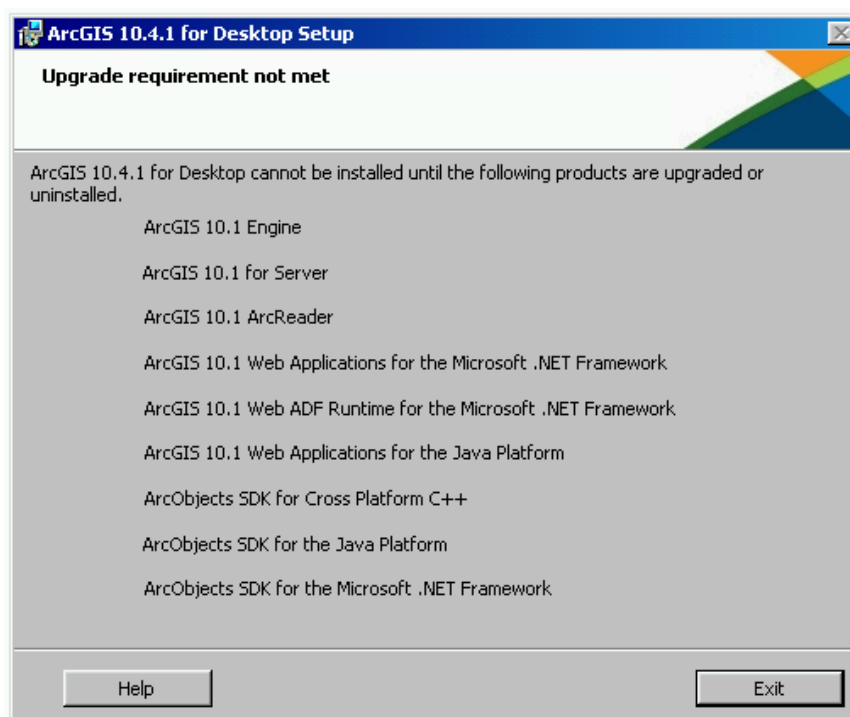 ArcGIS 10.4.1 for Desktop Setup
Upgrade requirement not met
ArcGIS 10.4.1 for Desktop cannot be installed until the following products are upgraded or
uninstalled.
ArcGIS 10.1 Engine
ArcGIS 10.1 for Server
ArcGIS 10.1 ArcReader
ArcGIS 10.1 Web Applications for the Microsoft .NET Framework
ArcGIS 10.1 Web ADF Runtime for the Microsoft .NET Framework
ArcGIS 10.1 Web Applications for the Java Platform
ArcObjects SDK for Cross Platform C++
ArcObjects SDK for the Java Platform
ArcObjects SDK for the Microsoft .NET Framework
Help
Exit